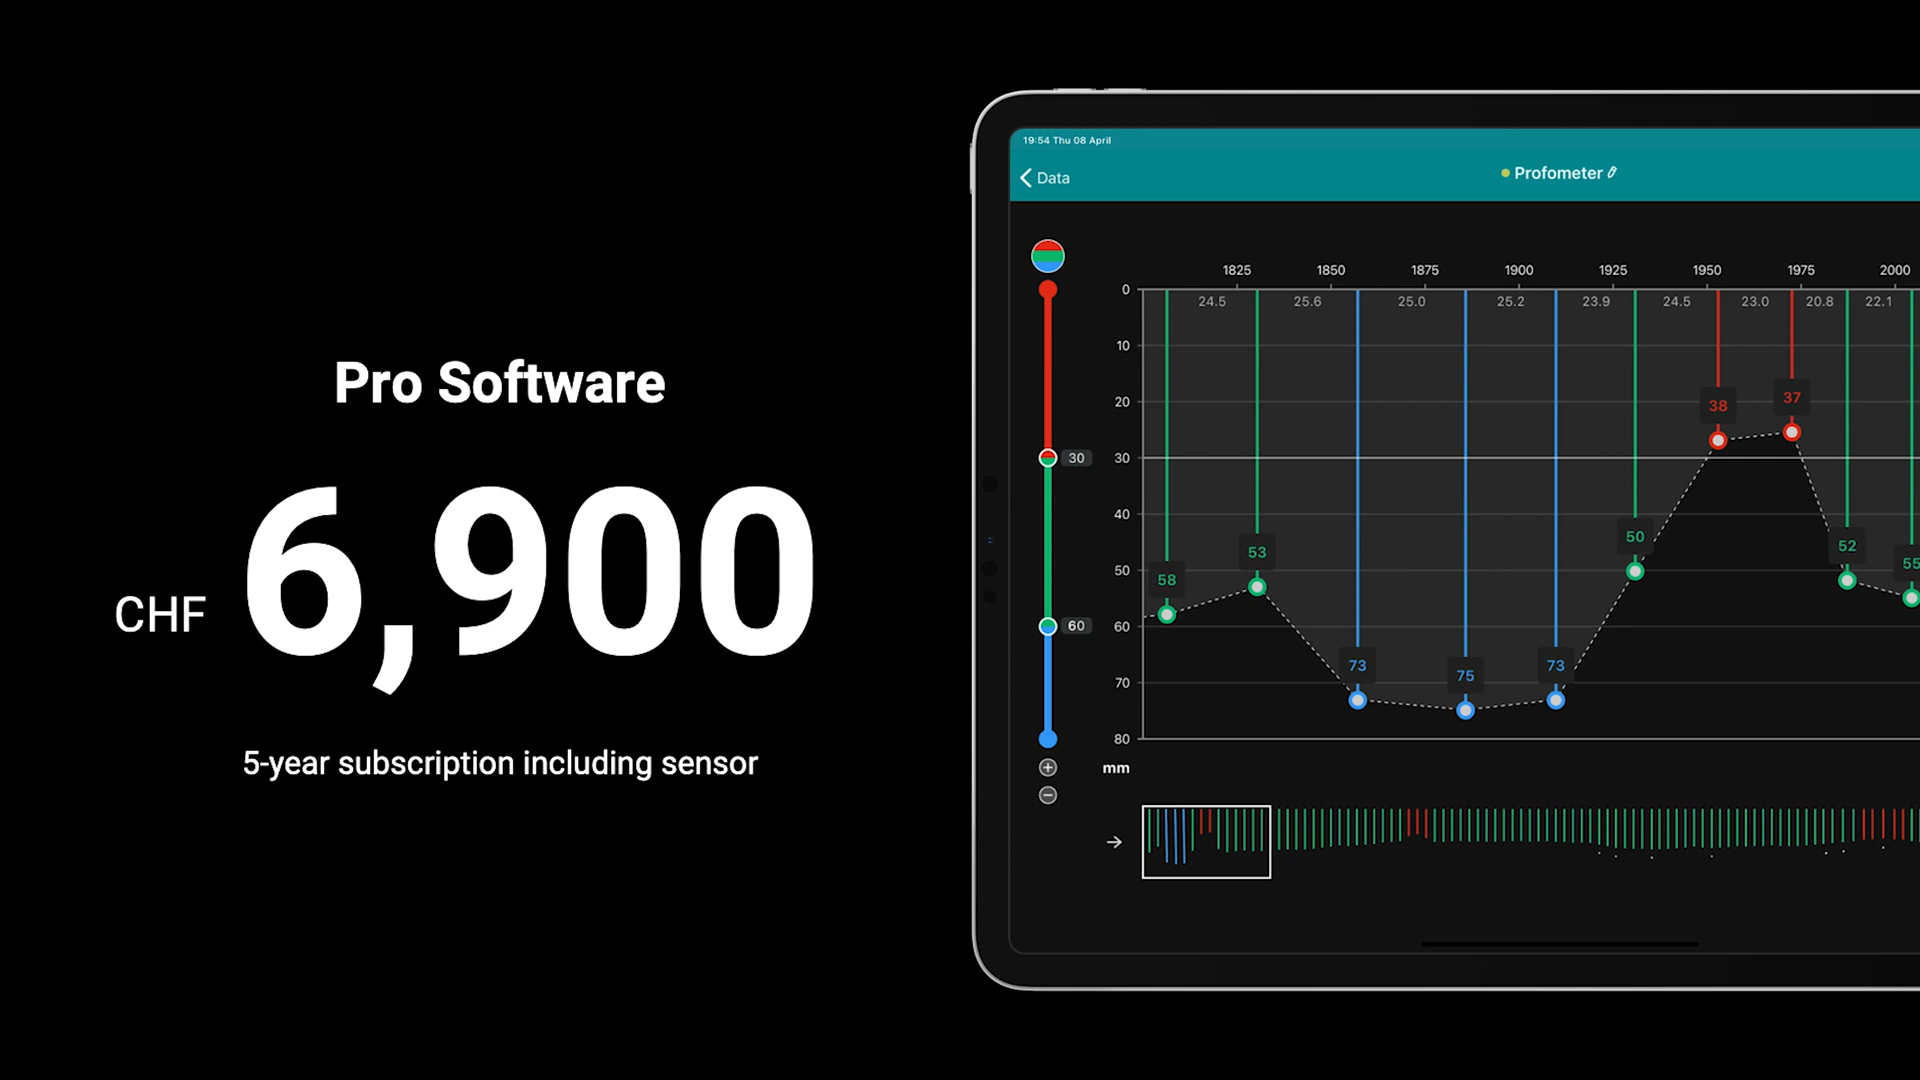 Pro Software
CHF 6,900
5-year subscription including sensor
19:54 Thu 08 April
Data
Profometer
1825 1850 1875 1900 1925 1950 1975 2000
0
24.5 25.6 25.0 25.2 23.9 24.5 23.0 20.8 22.1
10
20
30
40
50
60
70
80
mm
30
60
58
53
73
75
73
50
38
37
52
55